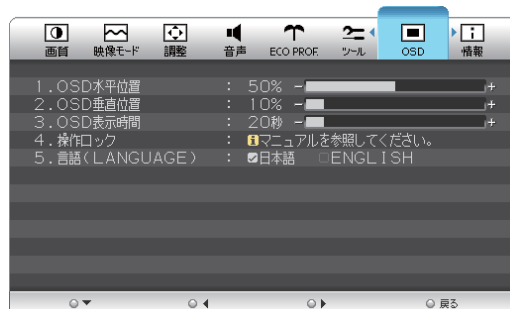 画質 映像モード 調整 音声 ECO PROF. ツール OSD 情報
1.OSD水平位置 : 50% - +
2.OSD垂直位置 : 10% - +
3.OSD表示時間 : 20秒 - +
4.操作ロック : iマニュアルを参照してください。
5.言語(LANGUAGE) : ☑日本語 □ENGLISH
○▼ ○◀ ○▶ ○ 戻る